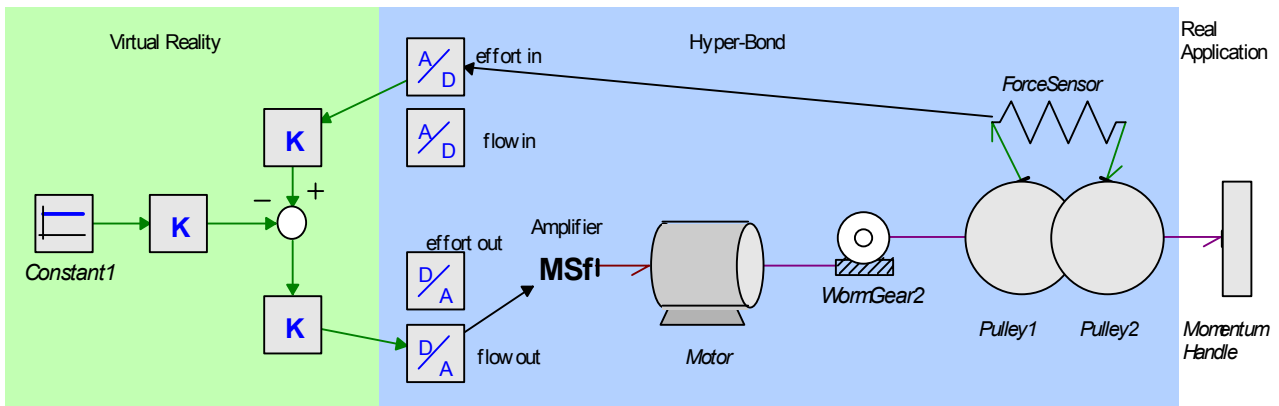 Virtual Reality
Hyper-Bond
Real
Application
A/D
effort in
ForceSensor
K
A/D
flow in
+
−
K
Constant1
effort out
Amplifier
D/A
MSf
WormGear2
K
D/A
flow out
Motor
Pulley1
Pulley2
Momentum
Handle